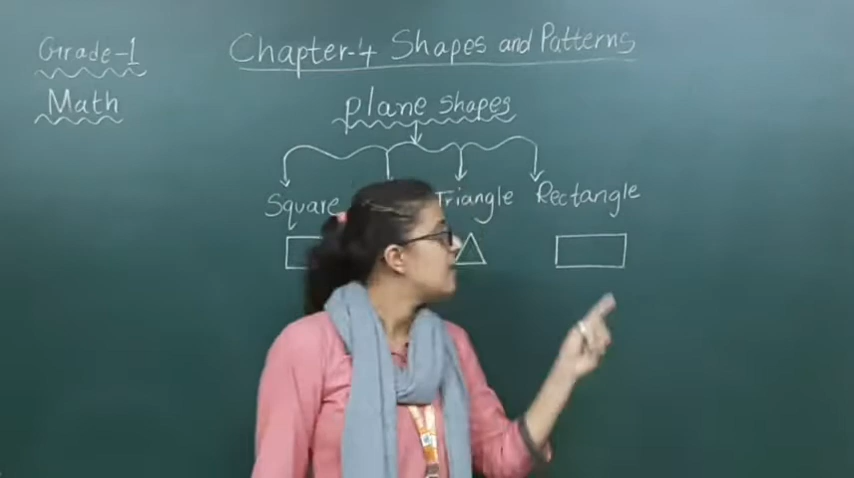 Grade-1
Chapter-4 Shapes and Patterns
Math
plane shapes
Square Triangle Rectangle